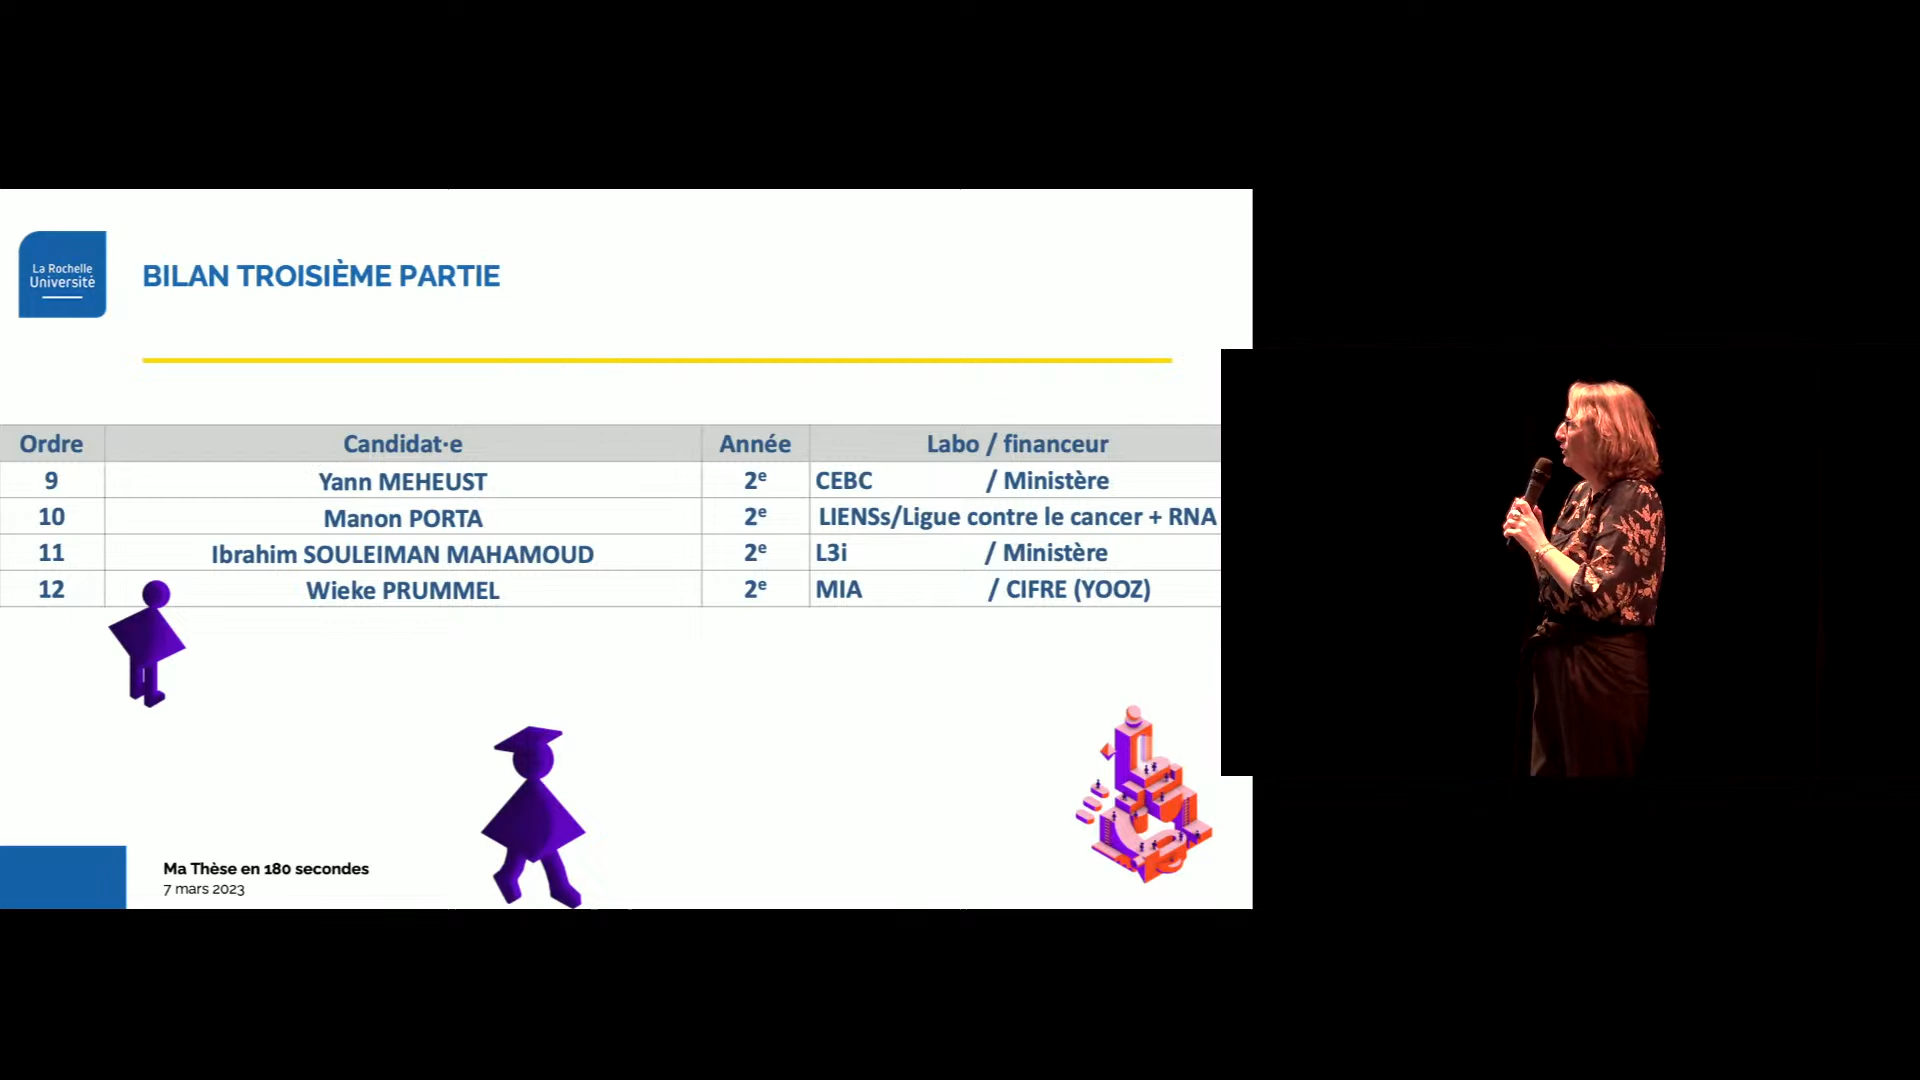 La Rochelle
Université
BILAN TROISIÈME PARTIE
Ordre Candidat·e Année Labo / financeur
9 Yann MEHEUST 2e CEBC / Ministère
10 Manon PORTA 2e LIENSs/Ligue contre le cancer + RNA
11 Ibrahim SOULEIMAN MAHAMOUD 2e L3i / Ministère
12 Wieke PRUMMEL 2e MIA / CIFRE (YOOZ)
Ma Thèse en 180 secondes
7 mars 2023